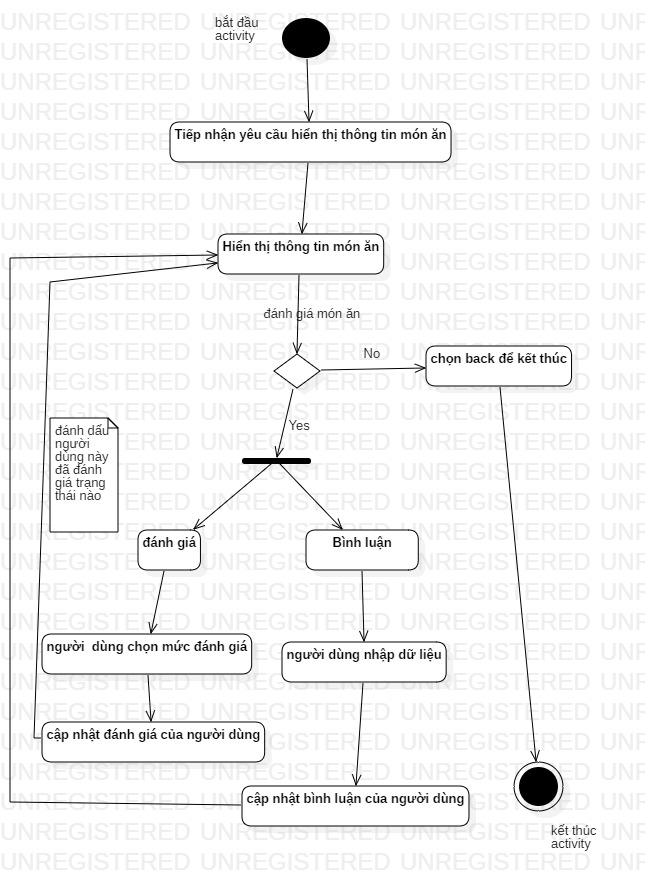 bắt đầu
activity
Tiếp nhận yêu cầu hiển thị thông tin món ăn
Hiển thị thông tin món ăn
đánh giá món ăn
No
chọn back để kết thúc
Yes
đánh dấu
người
dùng này
đã đánh
giá trạng
thái nào
đánh giá
Bình luận
người  dùng chọn mức đánh giá
người dùng nhập dữ liệu
cập nhật đánh giá của người dùng
cập nhật bình luận của người dùng
kết thúc
activity
UNREGISTERED